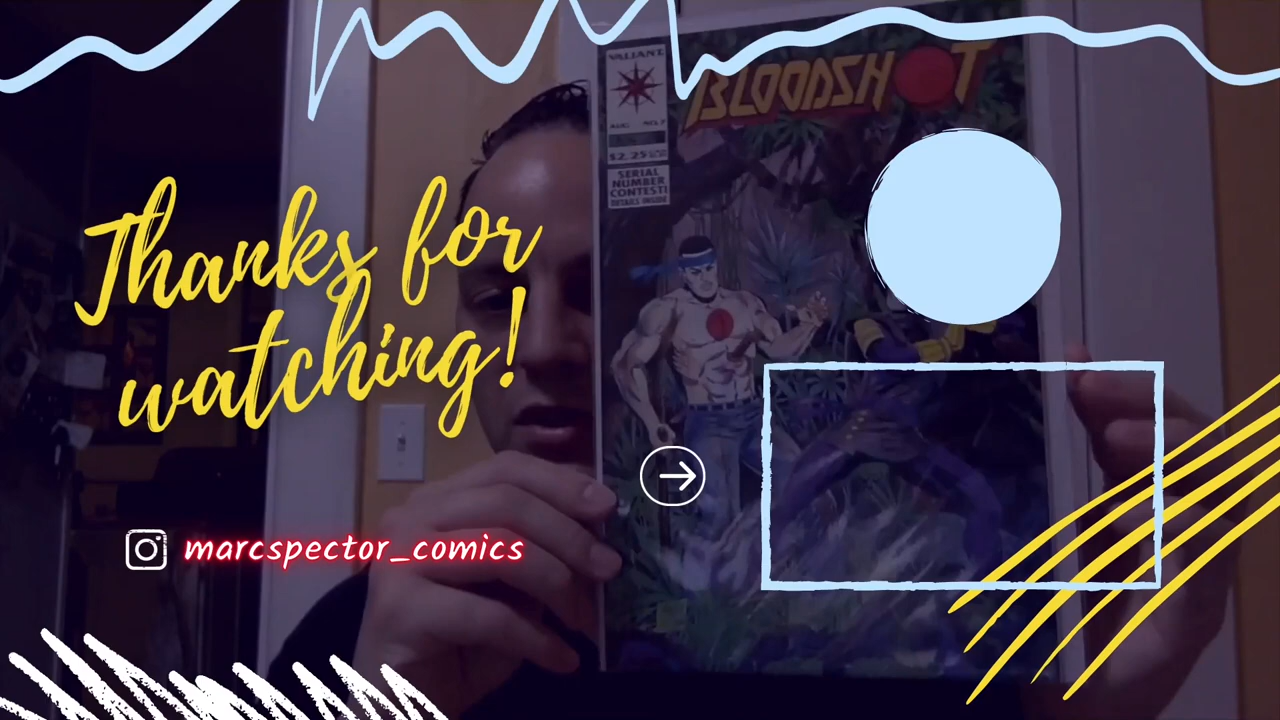 Thanks for
watching!
marcspector_comics
VALIANT
BLOODSHOT
AUG. NO. 7
$2.25
SERIAL
NUMBER
CONTEST!
DETAILS INSIDE